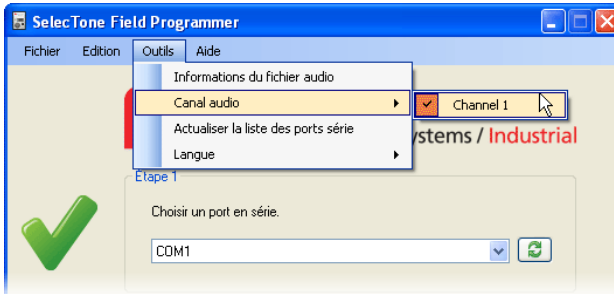 SelecTone Field Programmer
Fichier Edition Outils Aide
Informations du fichier audio
Canal audio
Channel 1
Actualiser la liste des ports série
ystems / Industrial
Langue
Etape 1
Choisir un port en série.
COM1